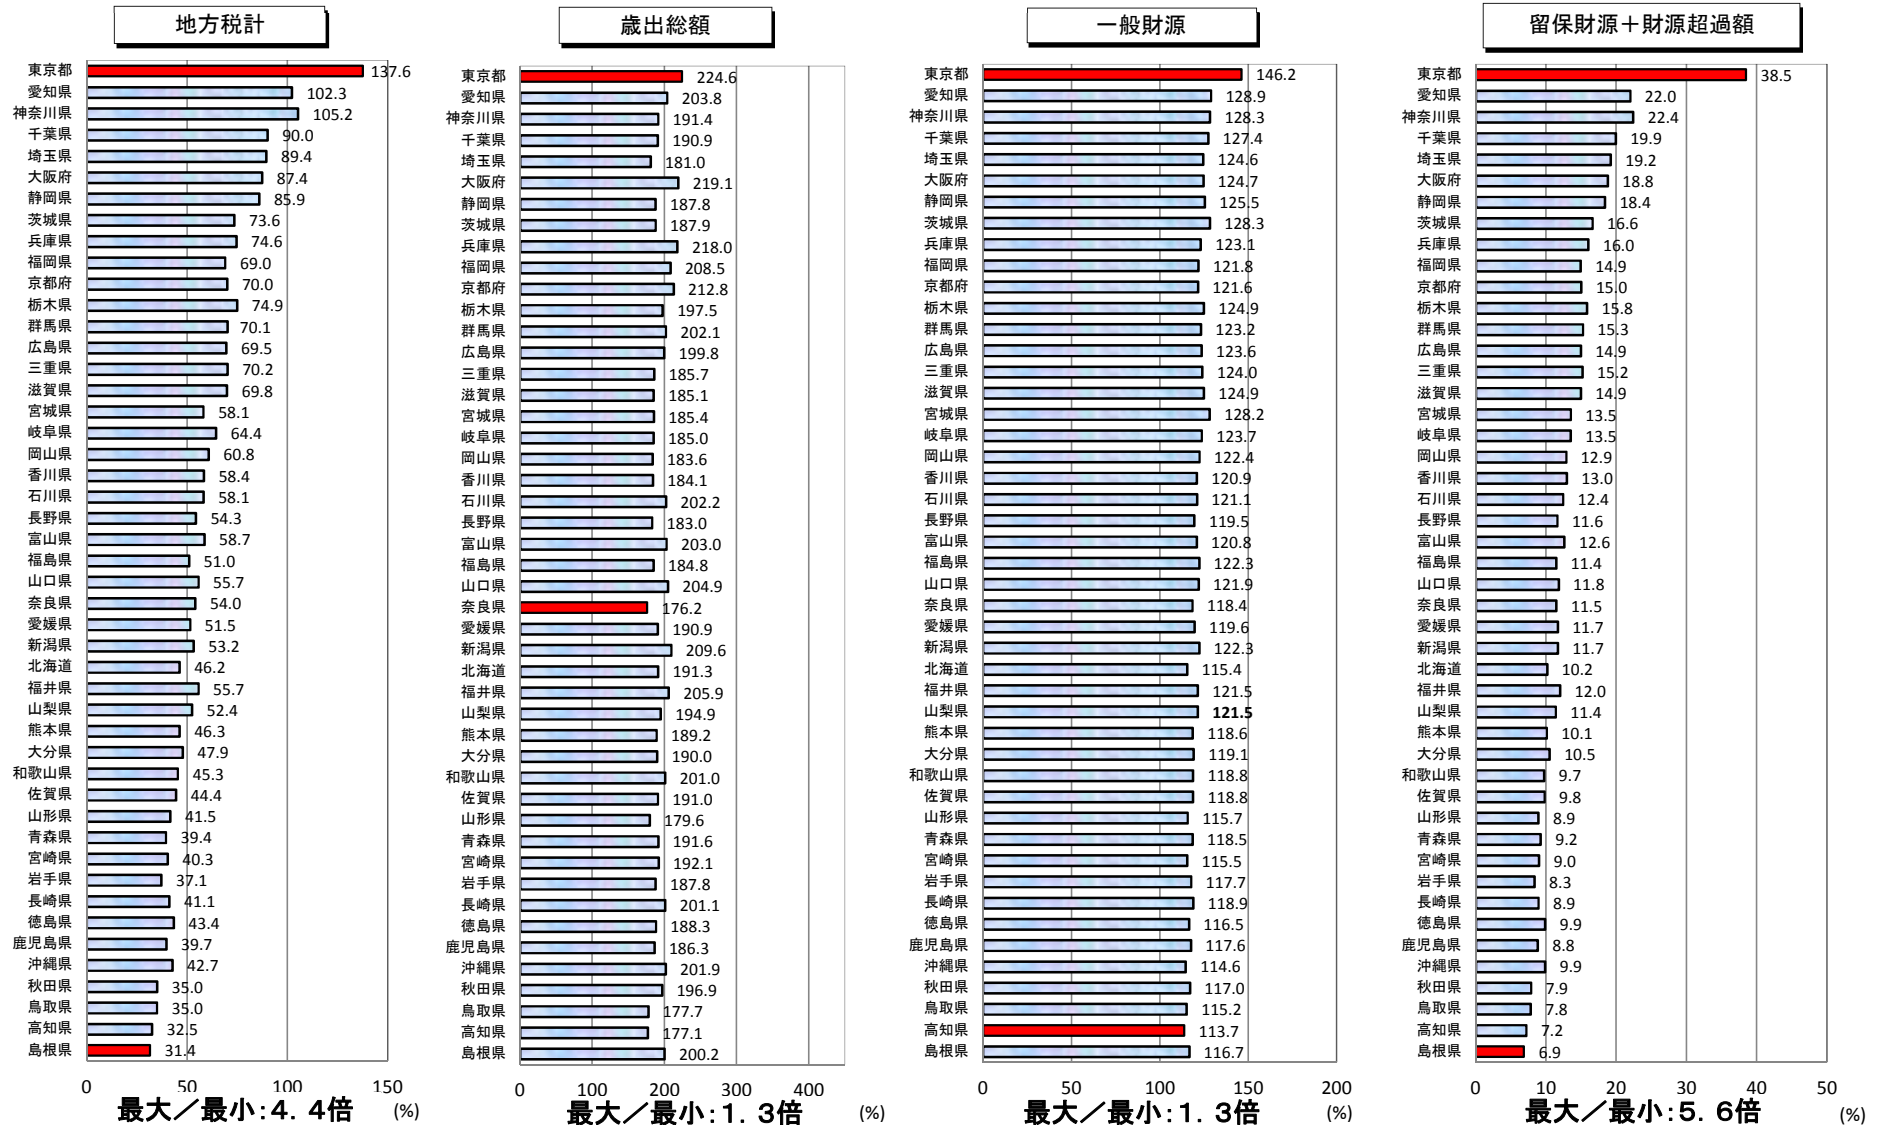 地方税計
東京都 137.6
愛知県 102.3
神奈川県 105.2
千葉県 90.0
埼玉県 89.4
大阪府 87.4
静岡県 85.9
茨城県 73.6
兵庫県 74.6
福岡県 69.0
京都府 70.0
栃木県 74.9
群馬県 70.1
広島県 69.5
三重県 70.2
滋賀県 69.8
宮城県 58.1
岐阜県 64.4
岡山県 60.8
香川県 58.4
石川県 58.1
長野県 54.3
富山県 58.7
福島県 51.0
山口県 55.7
奈良県 54.0
愛媛県 51.5
新潟県 53.2
北海道 46.2
福井県 55.7
山梨県 52.4
熊本県 46.3
大分県 47.9
和歌山県 45.3
佐賀県 44.4
山形県 41.5
青森県 39.4
宮崎県 40.3
岩手県 37.1
長崎県 41.1
徳島県 43.4
鹿児島県 39.7
沖縄県 42.7
秋田県 35.0
鳥取県 35.0
高知県 32.5
島根県 31.4
0 50 100 150
最大／最小：4．4倍 (%)
歳出総額
東京都 224.6
愛知県 203.8
神奈川県 191.4
千葉県 190.9
埼玉県 181.0
大阪府 219.1
静岡県 187.8
茨城県 187.9
兵庫県 218.0
福岡県 208.5
京都府 212.8
栃木県 197.5
群馬県 202.1
広島県 199.8
三重県 185.7
滋賀県 185.1
宮城県 185.4
岐阜県 185.0
岡山県 183.6
香川県 184.1
石川県 202.2
長野県 183.0
富山県 203.0
福島県 184.8
山口県 204.9
奈良県 176.2
愛媛県 190.9
新潟県 209.6
北海道 191.3
福井県 205.9
山梨県 194.9
熊本県 189.2
大分県 190.0
和歌山県 201.0
佐賀県 191.0
山形県 179.6
青森県 191.6
宮崎県 192.1
岩手県 187.8
長崎県 201.1
徳島県 188.3
鹿児島県 186.3
沖縄県 201.9
秋田県 196.9
鳥取県 177.7
高知県 177.1
島根県 200.2
0 100 200 300 400
最大／最小：1．3倍 (%)
一般財源
東京都 146.2
愛知県 128.9
神奈川県 128.3
千葉県 127.4
埼玉県 124.6
大阪府 124.7
静岡県 125.5
茨城県 128.3
兵庫県 123.1
福岡県 121.8
京都府 121.6
栃木県 124.9
群馬県 123.2
広島県 123.6
三重県 124.0
滋賀県 124.9
宮城県 128.2
岐阜県 123.7
岡山県 122.4
香川県 120.9
石川県 121.1
長野県 119.5
富山県 120.8
福島県 122.3
山口県 121.9
奈良県 118.4
愛媛県 119.6
新潟県 122.3
北海道 115.4
福井県 121.5
山梨県 121.5
熊本県 118.6
大分県 119.1
和歌山県 118.8
佐賀県 118.8
山形県 115.7
青森県 118.5
宮崎県 115.5
岩手県 117.7
長崎県 118.9
徳島県 116.5
鹿児島県 117.6
沖縄県 114.6
秋田県 117.0
鳥取県 115.2
高知県 113.7
島根県 116.7
0 50 100 150 200
最大／最小：1．3倍 (%)
留保財源＋財源超過額
東京都 38.5
愛知県 22.0
神奈川県 22.4
千葉県 19.9
埼玉県 19.2
大阪府 18.8
静岡県 18.4
茨城県 16.6
兵庫県 16.0
福岡県 14.9
京都府 15.0
栃木県 15.8
群馬県 15.3
広島県 14.9
三重県 15.2
滋賀県 14.9
宮城県 13.5
岐阜県 13.5
岡山県 12.9
香川県 13.0
石川県 12.4
長野県 11.6
富山県 12.6
福島県 11.4
山口県 11.8
奈良県 11.5
愛媛県 11.7
新潟県 11.7
北海道 10.2
福井県 12.0
山梨県 11.4
熊本県 10.1
大分県 10.5
和歌山県 9.7
佐賀県 9.8
山形県 8.9
青森県 9.2
宮崎県 9.0
岩手県 8.3
長崎県 8.9
徳島県 9.9
鹿児島県 8.8
沖縄県 9.9
秋田県 7.9
鳥取県 7.8
高知県 7.2
島根県 6.9
0 10 20 30 40 50
最大／最小：5．6倍 (%)